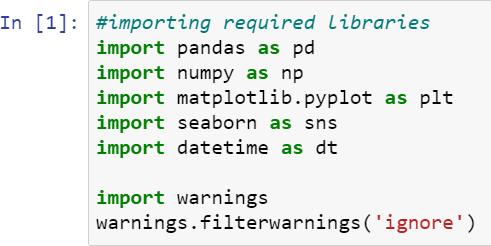 In [1]: #importing required libraries
import pandas as pd
import numpy as np
import matplotlib.pyplot as plt
import seaborn as sns
import datetime as dt
import warnings
warnings.filterwarnings('ignore')